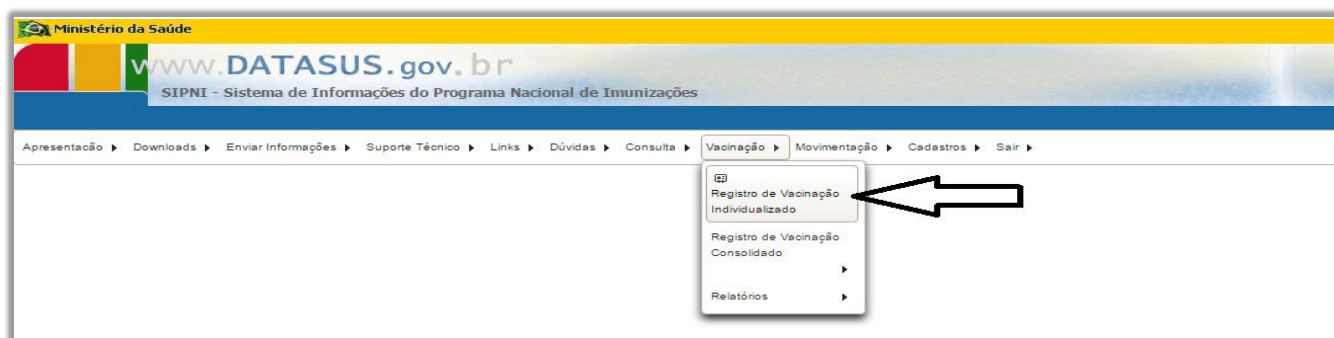 Ministério da Saúde
www.DATASUS.gov.br
SIPNI - Sistema de Informações do Programa Nacional de Imunizações
Apresentacão Downloads Enviar Informações Suporte Técnico Links Dúvidas Consulta Vacinação Movimentação Cadastros Sair
Registro de Vacinação
Individualizado
Registro de Vacinação
Consolidado
Relatórios